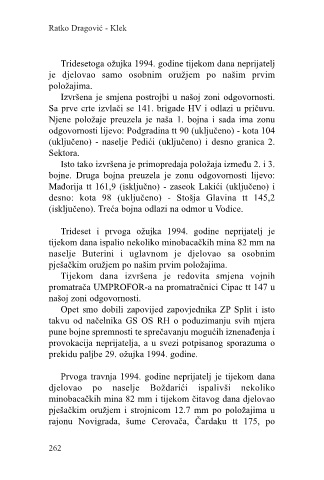 Ratko Dragović - Klek
Tridesetoga ožujka 1994. godine tijekom dana neprijatelj
je djelovao samo osobnim oružjem po našim prvim
položajima.
Izvršena je smjena postrojbi u našoj zoni odgovornosti.
Sa prve crte izvlači se 141. brigade HV i odlazi u pričuvu.
Njene položaje preuzela je naša 1. bojna i sada ima zonu
odgovornosti lijevo: Podgradina tt 90 (uključeno) - kota 104
(uključeno) - naselje Pedići (uključeno) i desno granica 2.
Sektora.
Isto tako izvršena je primopredaja položaja između 2. i 3.
bojne. Druga bojna preuzela je zonu odgovornosti lijevo:
Mađorija tt 161,9 (isključno) - zaseok Lakići (uključeno) i
desno: kota 98 (uključeno) - Stošja Glavina tt 145,2
(isključeno). Treća bojna odlazi na odmor u Vodice.
Trideset i prvoga ožujka 1994. godine neprijatelj je
tijekom dana ispalio nekoliko minobacačkih mina 82 mm na
naselje Buterini i uglavnom je djelovao sa osobnim
pješačkim oružjem po našim prvim položajima.
Tijekom dana izvršena je redovita smjena vojnih
promatrača UMPROFOR-a na promatračnici Cipac tt 147 u
našoj zoni odgovornosti.
Opet smo dobili zapovijed zapovjednika ZP Split i isto
takvu od načelnika GS OS RH o poduzimanju svih mjera
pune bojne spremnosti te sprečavanju mogućih iznenađenja i
provokacija neprijatelja, a u svezi potpisanog sporazuma o
prekidu paljbe 29. ožujka 1994. godine.
Prvoga travnja 1994. godine neprijatelj je tijekom dana
djelovao po naselje Boždarići ispalivši nekoliko
minobacačkih mina 82 mm i tijekom čitavog dana djelovao
pješačkim oružjem i strojnicom 12.7 mm po položajima u
rajonu Novigrada, šume Cerovača, Čardaku tt 175, po
262